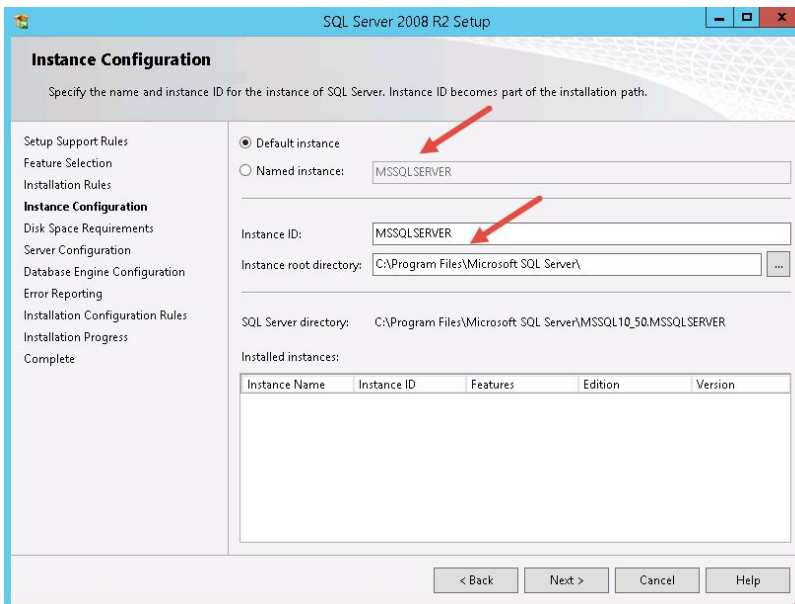 SQL Server 2008 R2 Setup
Instance Configuration
Specify the name and instance ID for the instance of SQL Server. Instance ID becomes part of the installation path.
Setup Support Rules
Feature Selection
Installation Rules
Instance Configuration
Disk Space Requirements
Server Configuration
Database Engine Configuration
Error Reporting
Installation Configuration Rules
Installation Progress
Complete
Default instance
Named instance: MSSQLSERVER
Instance ID: MSSQLSERVER
Instance root directory: C:\Program Files\Microsoft SQL Server\ ...
SQL Server directory: C:\Program Files\Microsoft SQL Server\MSSQL10_50.MSSQLSERVER
Installed instances:
Instance Name Instance ID Features Edition Version
< Back Next > Cancel Help